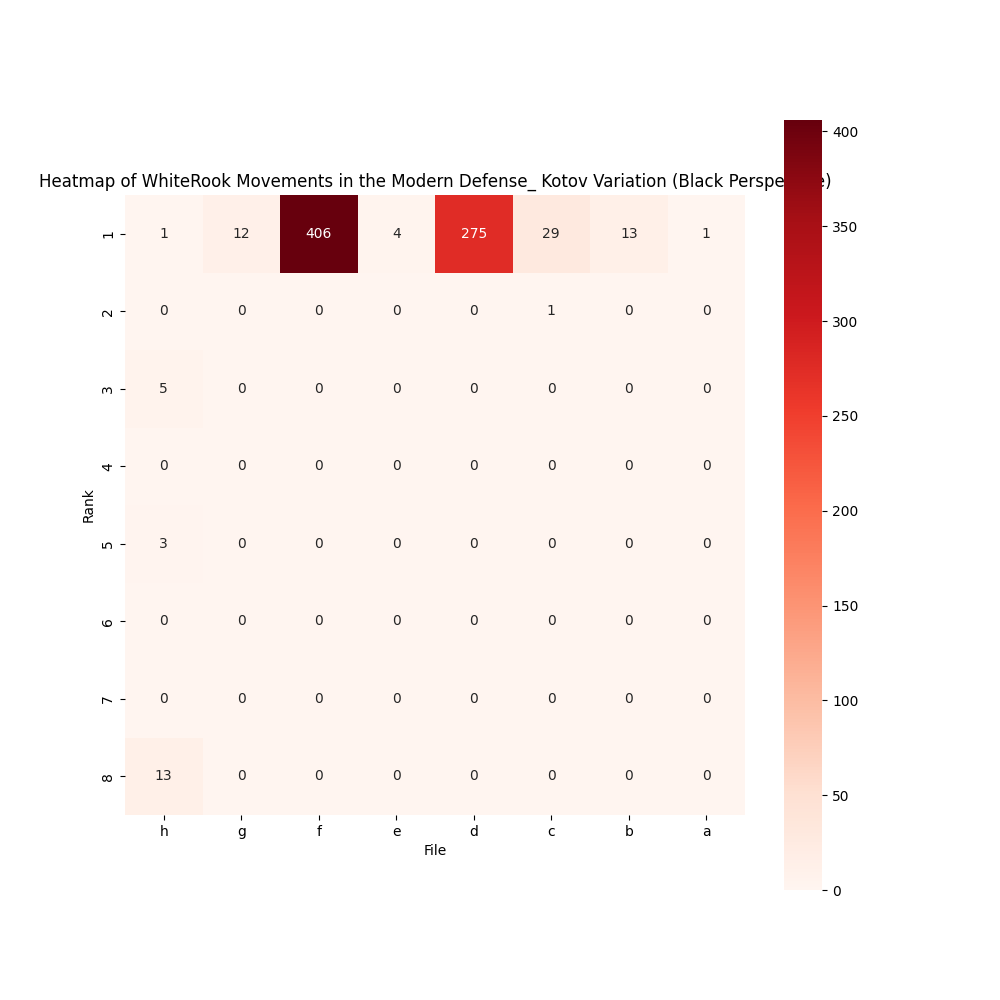 Heatmap of WhiteRook Movements in the Modern Defense_ Kotov Variation (Black Perspe e)
1 1 12 406 4 275 29 13 1
2 0 0 0 0 0 1 0 0
3 5 0 0 0 0 0 0 0
4 0 0 0 0 0 0 0 0
5 3 0 0 0 0 0 0 0
6 0 0 0 0 0 0 0 0
7 0 0 0 0 0 0 0 0
8 13 0 0 0 0 0 0 0
Rank
h g f e d c b a
File
400
350
300
250
200
150
100
50
0